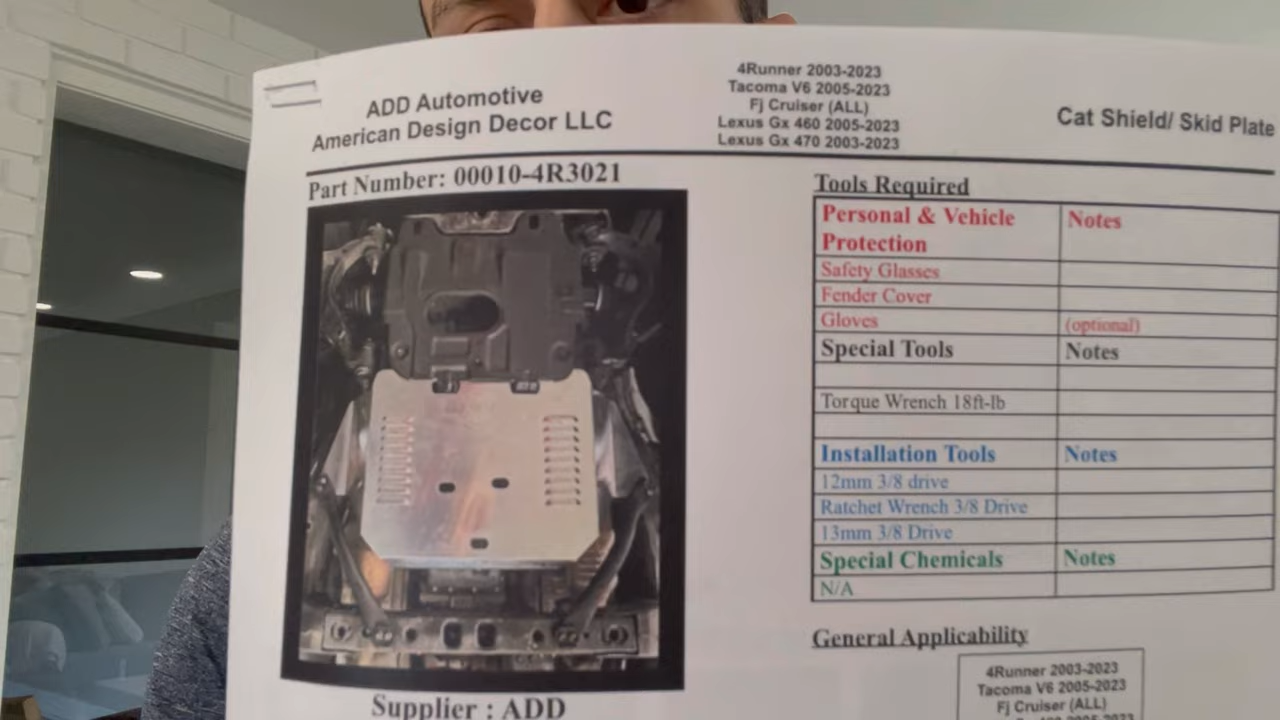 ADD Automotive
American Design Decor LLC
4Runner 2003-2023
Tacoma V6 2005-2023
Fj Cruiser (ALL)
Lexus Gx 460 2005-2023
Lexus Gx 470 2003-2023
Cat Shield/ Skid Plate
Part Number: 00010-4R3021
Supplier : ADD
Tools Required
Personal & Vehicle Protection Notes
Safety Glasses
Fender Cover
Gloves (optional)
Special Tools Notes
Torque Wrench 18ft-lb
Installation Tools Notes
12mm 3/8 drive
Ratchet Wrench 3/8 Drive
13mm 3/8 Drive
Special Chemicals Notes
N/A
General Applicability
4Runner 2003-2023
Tacoma V6 2005-2023
Fj Cruiser (ALL)